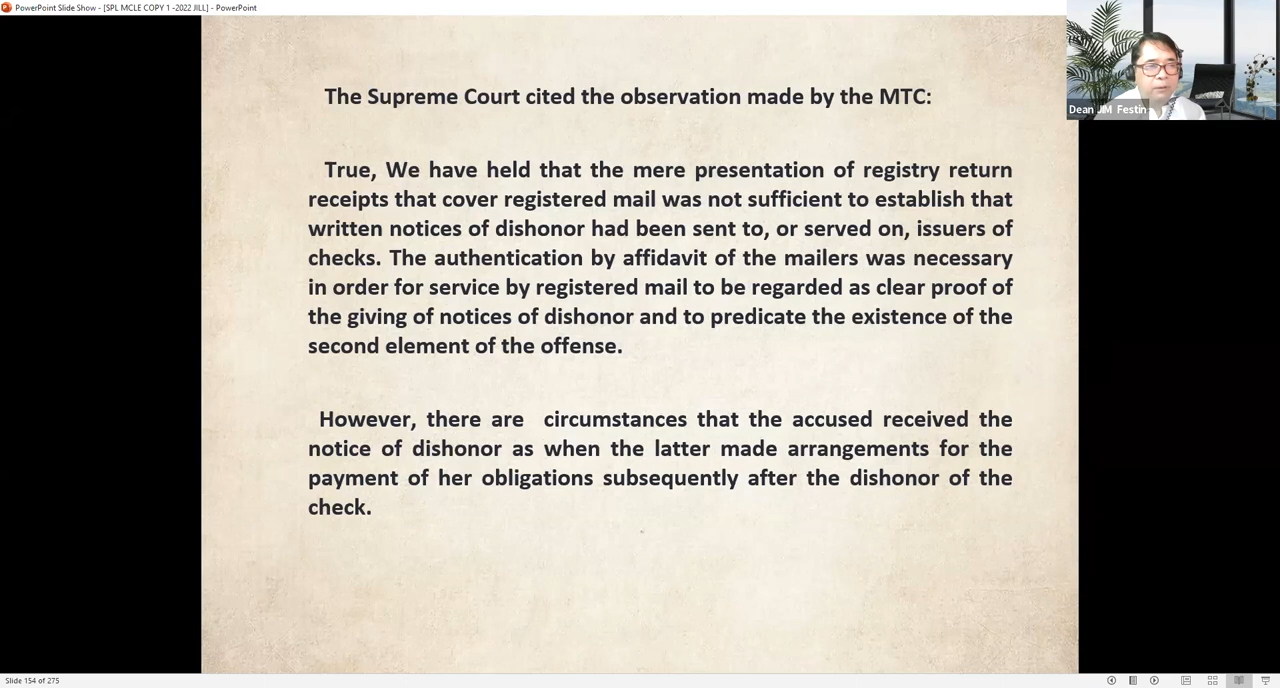 PowerPoint Slide Show - [SPL MCLE COPY 1 -2022 JILL] - PowerPoint
Dean JIM Festin
The Supreme Court cited the observation made by the MTC:
True, We have held that the mere presentation of registry return
receipts that cover registered mail was not sufficient to establish that
written notices of dishonor had been sent to, or served on, issuers of
checks. The authentication by affidavit of the mailers was necessary
in order for service by registered mail to be regarded as clear proof of
the giving of notices of dishonor and to predicate the existence of the
second element of the offense.
However, there are circumstances that the accused received the
notice of dishonor as when the latter made arrangements for the
payment of her obligations subsequently after the dishonor of the
check.
Slide 154 of 275